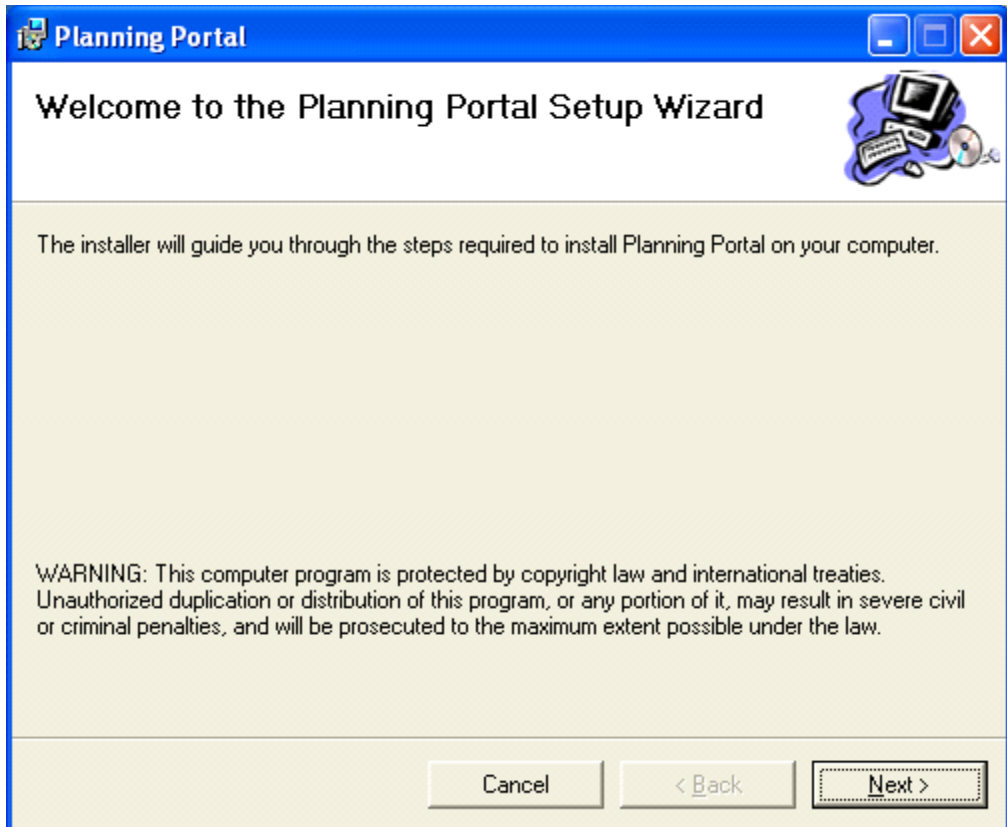 Planning Portal
Welcome to the Planning Portal Setup Wizard
The installer will guide you through the steps required to install Planning Portal on your computer.
WARNING: This computer program is protected by copyright law and international treaties.
Unauthorized duplication or distribution of this program, or any portion of it, may result in severe civil
or criminal penalties, and will be prosecuted to the maximum extent possible under the law.
Cancel < Back Next >